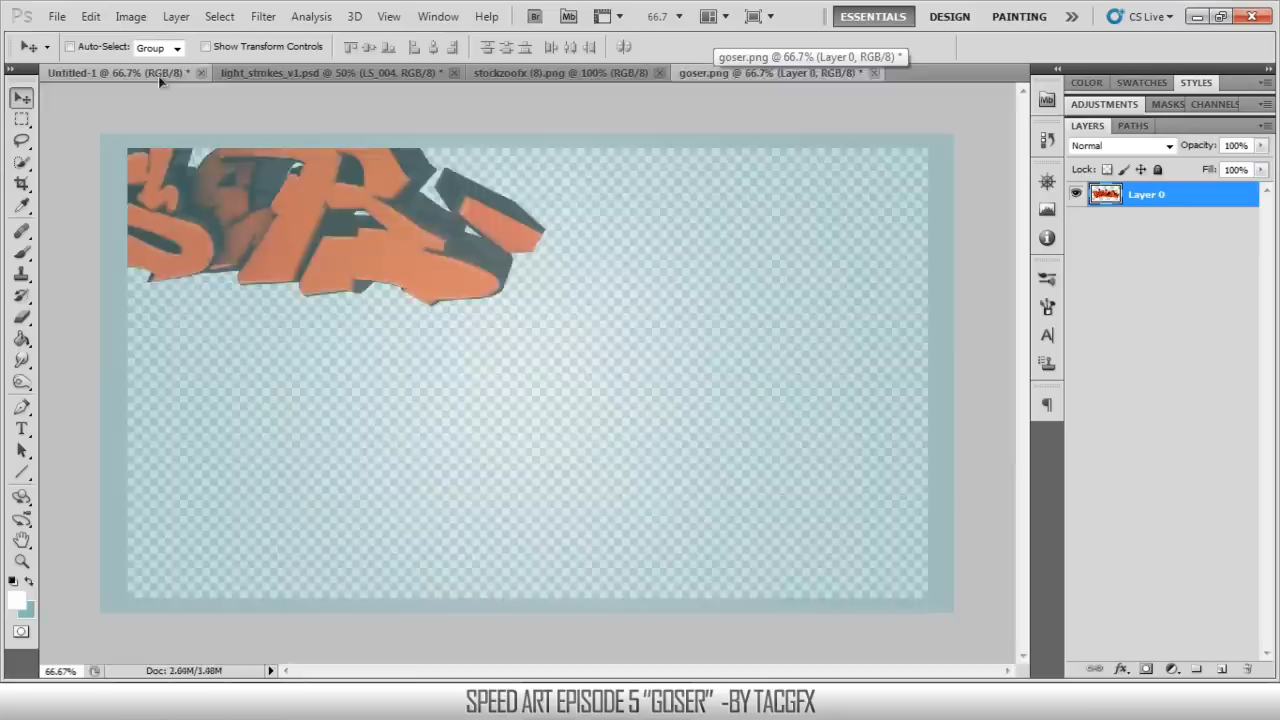 Ps File Edit Image Layer Select Filter Analysis 3D View Window Help Br Mb 66.7 ESSENTIALS DESIGN PAINTING CS Live
Auto-Select: Group Show Transform Controls
goser.png @ 66.7% (Layer 0, RGB/8) *
Untitled-1 @ 66.7% (RGB/8) * light_strokes_v1.psd @ 50% (LS_004, RGB/8) * stockzoofx (8).png @ 100% (RGB/8) goser.png @ 66.7% (Layer 0, RGB/8) *
COLOR SWATCHES STYLES
Mb ADJUSTMENTS MASKS CHANNELS
LAYERS PATHS
Normal Opacity: 100%
Lock: Fill: 100%
Layer 0
66.67% Doc: 2.64M/3.48M
SPEED ART EPISODE 5 "GOSER" -BY TACGFX